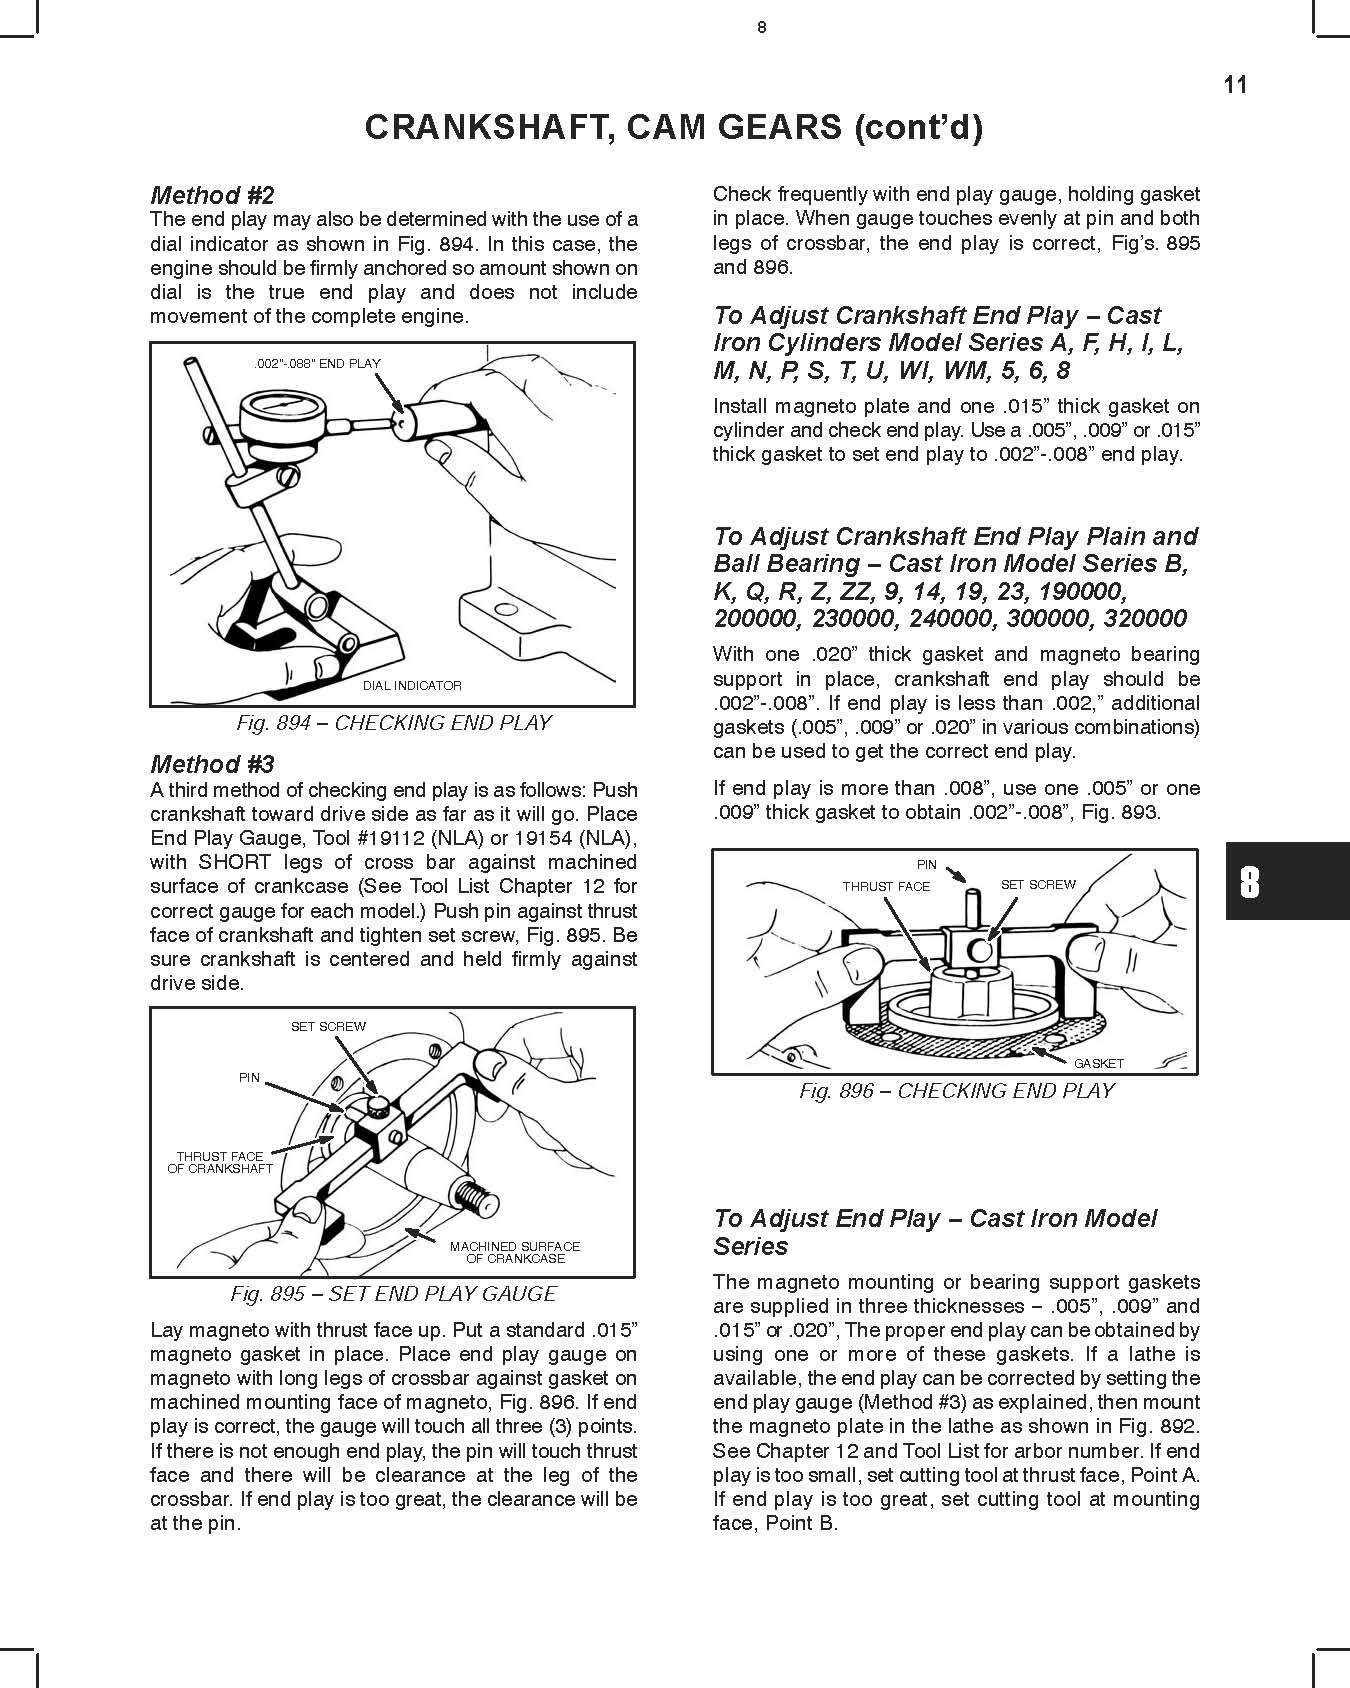 8
11
CRANKSHAFT, CAM GEARS (cont’d)
Method #2
The end play may also be determined with the use of a
dial indicator as shown in Fig. 894. In this case, the
engine should be firmly anchored so amount shown on
dial is the true end play and does not include
movement of the complete engine.
.002”-.088” END PLAY
DIAL INDICATOR
Fig. 894 – CHECKING END PLAY
Method #3
A third method of checking end play is as follows: Push
crankshaft toward drive side as far as it will go. Place
End Play Gauge, Tool #19112 (NLA) or 19154 (NLA),
with SHORT legs of cross bar against machined
surface of crankcase (See Tool List Chapter 12 for
correct gauge for each model.) Push pin against thrust
face of crankshaft and tighten set screw, Fig. 895. Be
sure crankshaft is centered and held firmly against
drive side.
SET SCREW
PIN
THRUST FACE
OF CRANKSHAFT
MACHINED SURFACE
OF CRANKCASE
Fig. 895 – SET END PLAY GAUGE
Lay magneto with thrust face up. Put a standard .015”
magneto gasket in place. Place end play gauge on
magneto with long legs of crossbar against gasket on
machined mounting face of magneto, Fig. 896. If end
play is correct, the gauge will touch all three (3) points.
If there is not enough end play, the pin will touch thrust
face and there will be clearance at the leg of the
crossbar. If end play is too great, the clearance will be
at the pin.
Check frequently with end play gauge, holding gasket
in place. When gauge touches evenly at pin and both
legs of crossbar, the end play is correct, Fig’s. 895
and 896.
To Adjust Crankshaft End Play – Cast
Iron Cylinders Model Series A, F, H, I, L,
M, N, P, S, T, U, WI, WM, 5, 6, 8
Install magneto plate and one .015” thick gasket on
cylinder and check end play. Use a .005”, .009” or .015”
thick gasket to set end play to .002”-.008” end play.
To Adjust Crankshaft End Play Plain and
Ball Bearing – Cast Iron Model Series B,
K, Q, R, Z, ZZ, 9, 14, 19, 23, 190000,
200000, 230000, 240000, 300000, 320000
With one .020” thick gasket and magneto bearing
support in place, crankshaft end play should be
.002”-.008”. If end play is less than .002,” additional
gaskets (.005”, .009” or .020” in various combinations)
can be used to get the correct end play.
If end play is more than .008”, use one .005” or one
.009” thick gasket to obtain .002”-.008”, Fig. 893.
PIN
THRUST FACE
SET SCREW
GASKET
Fig. 896 – CHECKING END PLAY
8
To Adjust End Play – Cast Iron Model
Series
The magneto mounting or bearing support gaskets
are supplied in three thicknesses – .005”, .009” and
.015” or .020”, The proper end play can be obtained by
using one or more of these gaskets. If a lathe is
available, the end play can be corrected by setting the
end play gauge (Method #3) as explained, then mount
the magneto plate in the lathe as shown in Fig. 892.
See Chapter 12 and Tool List for arbor number. If end
play is too small, set cutting tool at thrust face, Point A.
If end play is too great, set cutting tool at mounting
face, Point B.